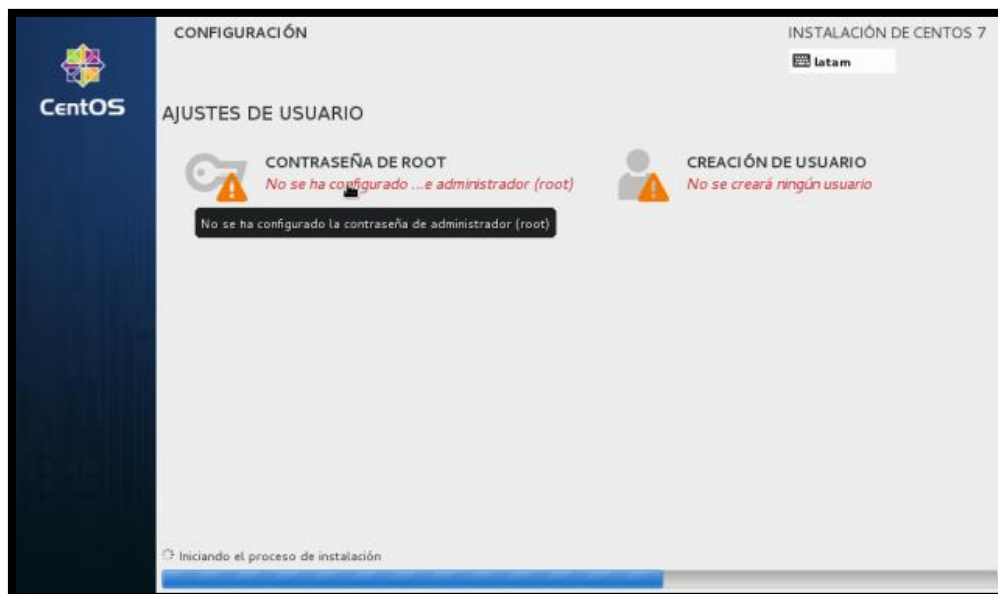 CONFIGURACIÓN
INSTALACIÓN DE CENTOS 7
latam
CentOS
AJUSTES DE USUARIO
CONTRASEÑA DE ROOT
No se ha configurado ...e administrador (root)
CREACIÓN DE USUARIO
No se creará ningún usuario
No se ha configurado la contraseña de administrador (root)
Iniciando el proceso de instalación